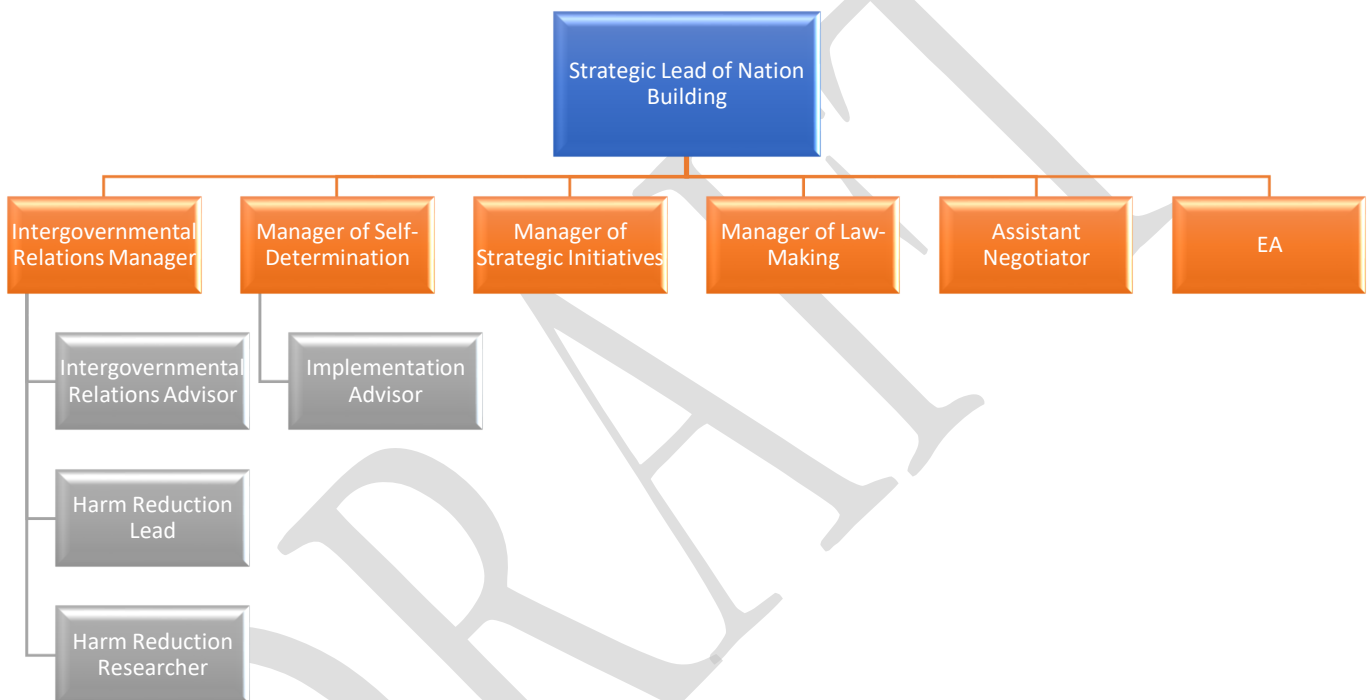 Strategic Lead of Nation
Building
Intergovernmental
Relations Manager
Manager of Self-
Determination
Manager of
Strategic Initiatives
Manager of Law-
Making
Assistant
Negotiator
EA
Intergovernmental
Relations Advisor
Implementation
Advisor
Harm Reduction
Lead
Harm Reduction
Researcher
DRAFT